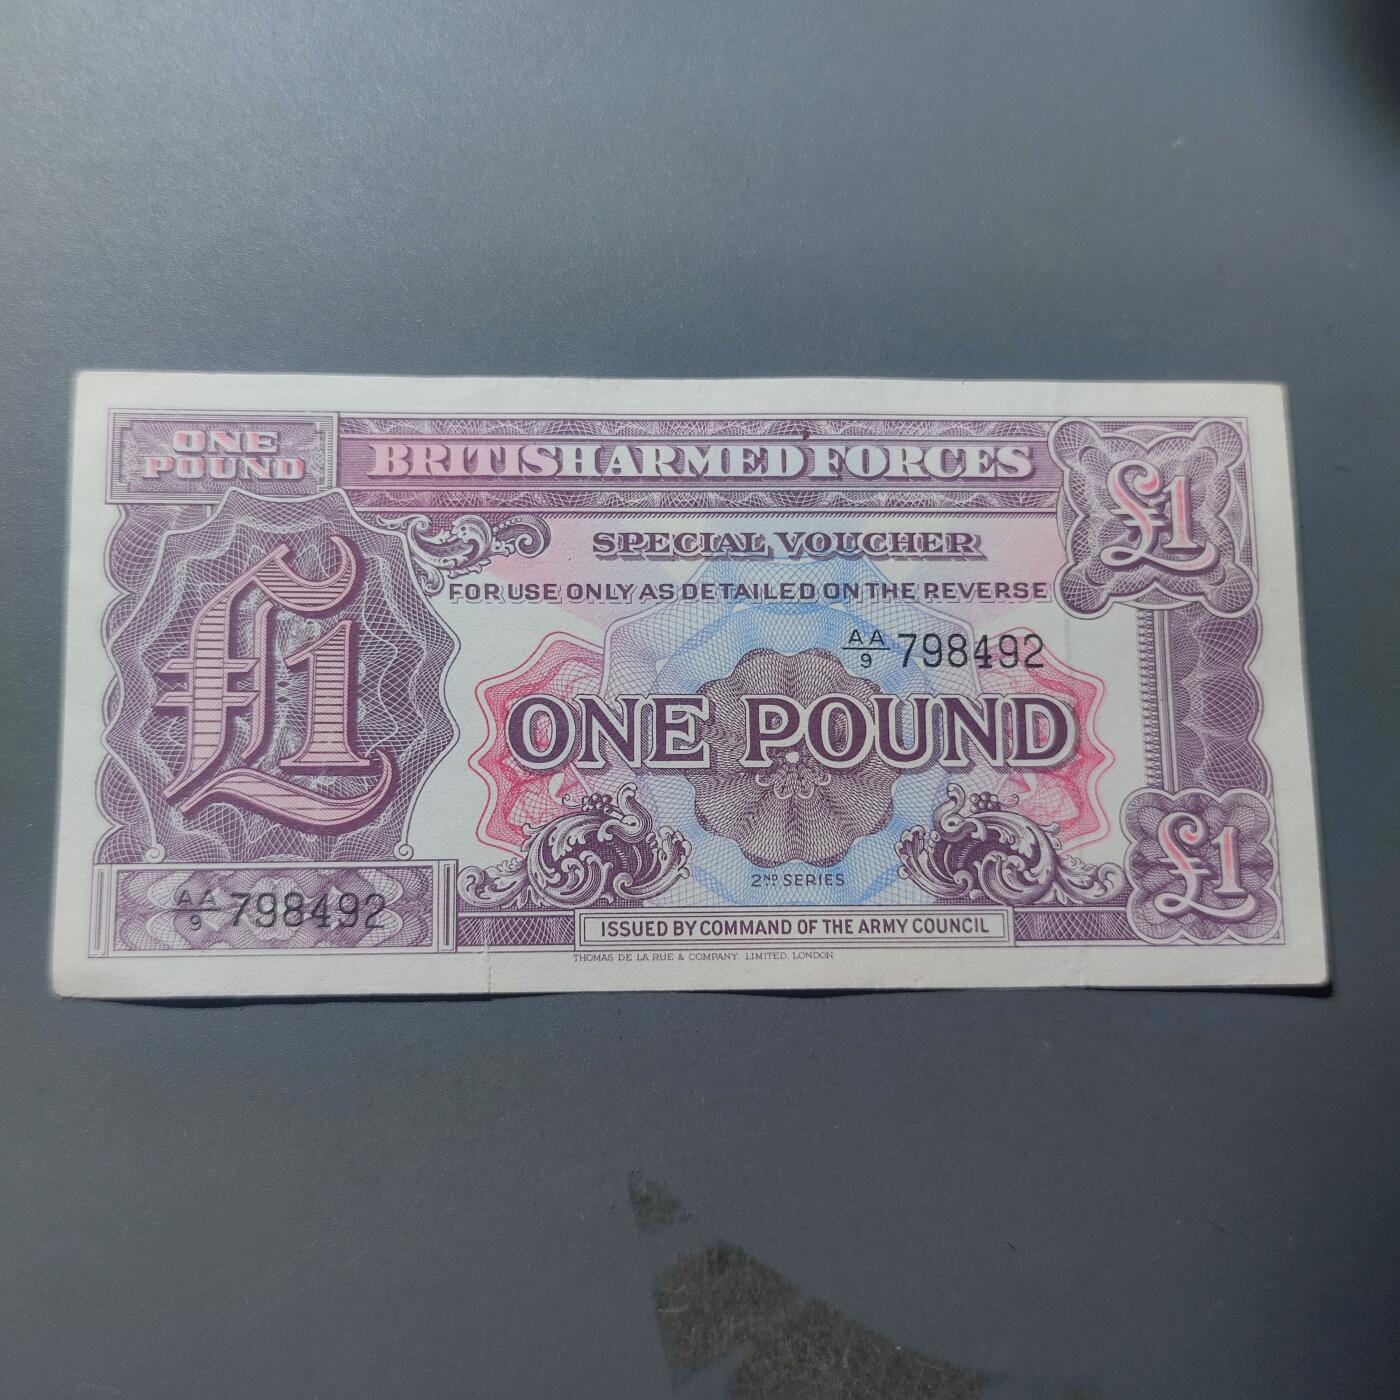 ONE
POUND
BRITISH ARMED FORCES
£1
SPECIAL VOUCHER
FOR USE ONLY AS DETAILED ON THE REVERSE
£1
AA
9 798492
ONE POUND
2ND SERIES
£1
AA
9 798492
ISSUED BY COMMAND OF THE ARMY COUNCIL
THOMAS DE LA RUE & COMPANY, LIMITED, LONDON